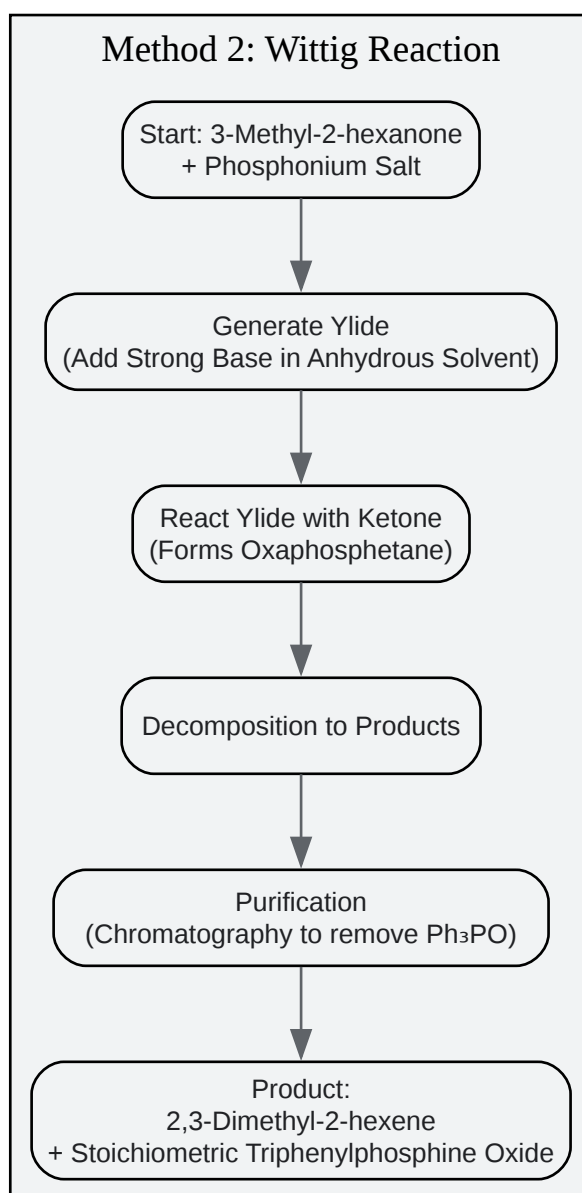 Method 2: Wittig Reaction
Start: 3-Methyl-2-hexanone
+ Phosphonium Salt
Generate Ylide
(Add Strong Base in Anhydrous Solvent)
React Ylide with Ketone
(Forms Oxaphosphetane)
Decomposition to Products
Purification
(Chromatography to remove Ph₃PO)
Product:
2,3-Dimethyl-2-hexene
+ Stoichiometric Triphenylphosphine Oxide